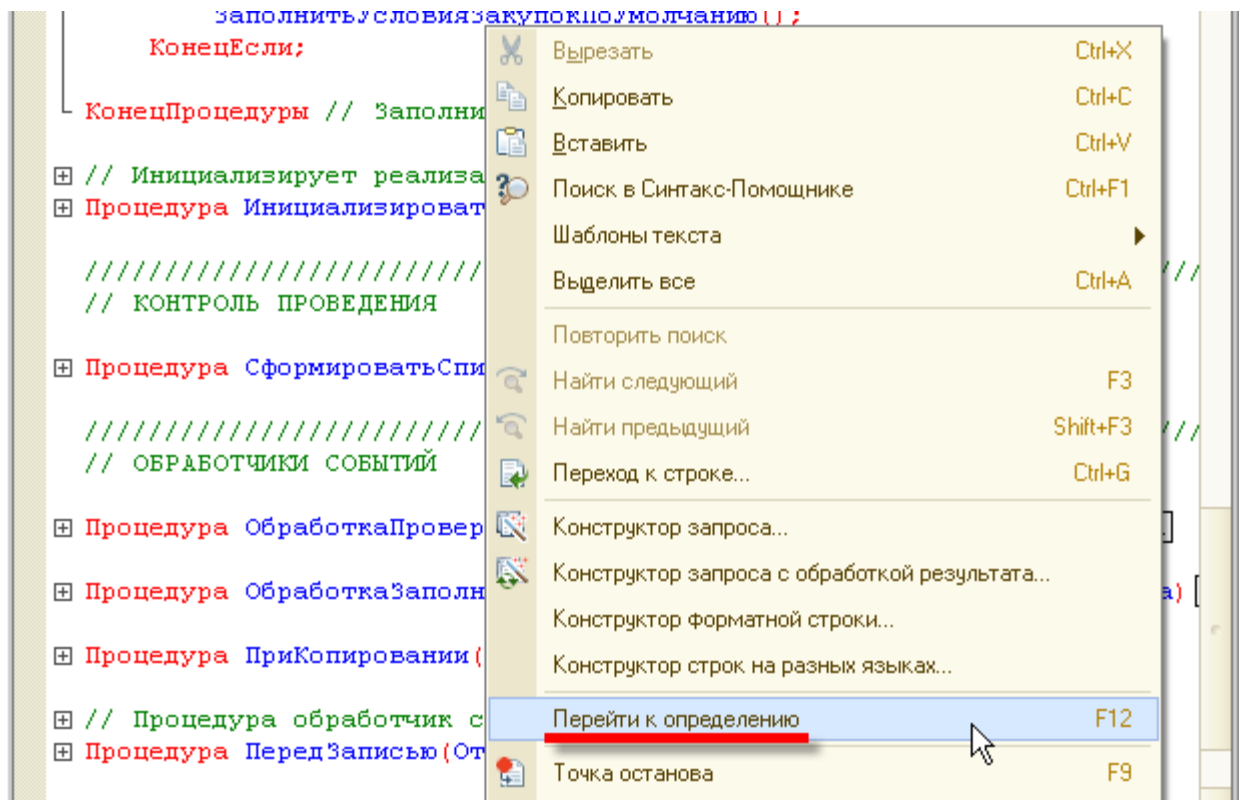 ЗаполнитьУсловияЗакупокПоУмолчанию();
КонецЕсли;
КонецПроцедуры // Заполни
// Инициализирует реализа
Процедура Инициализироват
/////////////////////////
// КОНТРОЛЬ ПРОВЕДЕНИЯ
Процедура СформироватьСпи
/////////////////////////
// ОБРАБОТЧИКИ СОБЫТИЙ
Процедура ОбработкаПровер
Процедура ОбработкаЗаполн
а)
Процедура ПриКопировании(
// Процедура обработчик с
Процедура ПередЗаписью(От
Вырезать Ctrl+X
Копировать Ctrl+C
Вставить Ctrl+V
Поиск в Синтакс-Помощнике Ctrl+F1
Шаблоны текста
Выделить все Ctrl+A
Повторить поиск
Найти следующий F3
Найти предыдущий Shift+F3
Переход к строке... Ctrl+G
Конструктор запроса...
Конструктор запроса с обработкой результата...
Конструктор форматной строки...
Конструктор строк на разных языках...
Перейти к определению F12
Точка останова F9